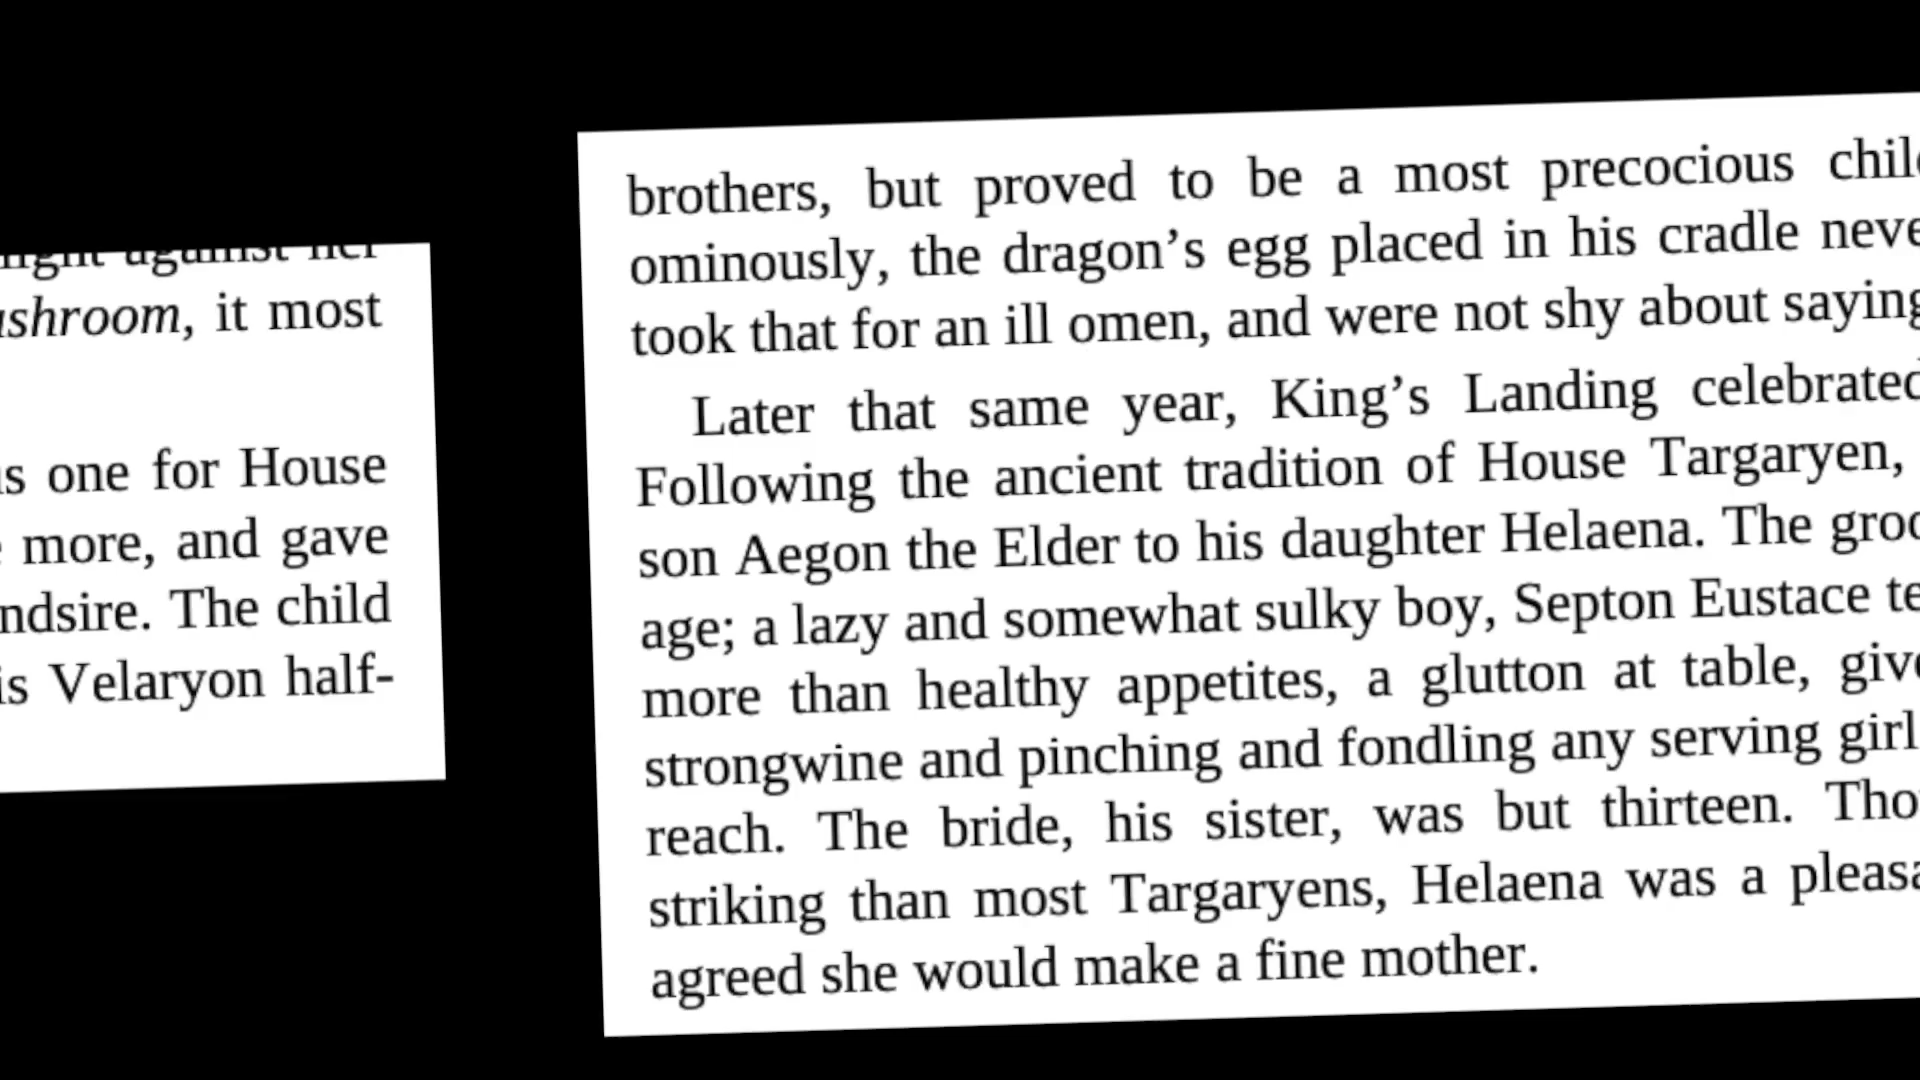 against her
ushroom, it most
one for House
more, and gave
ndsire. The child
is Velaryon half-
brothers, but proved to be a most precocious
ominously, the dragon's egg placed in his cradle
took that for an ill omen, and were not shy about saying
Later that same year, King's Landing celebrated
Following the ancient tradition of House Targaryen,
son Aegon the Elder to his daughter Helaena. The
age; a lazy and somewhat sulky boy, Septon Eustace
more than healthy appetites, a glutton at table,
strongwine and pinching and fondling any serving girl
reach. The bride, his sister, was but thirteen.
striking than most Targaryens, Helaena was a
agreed she would make a fine mother.